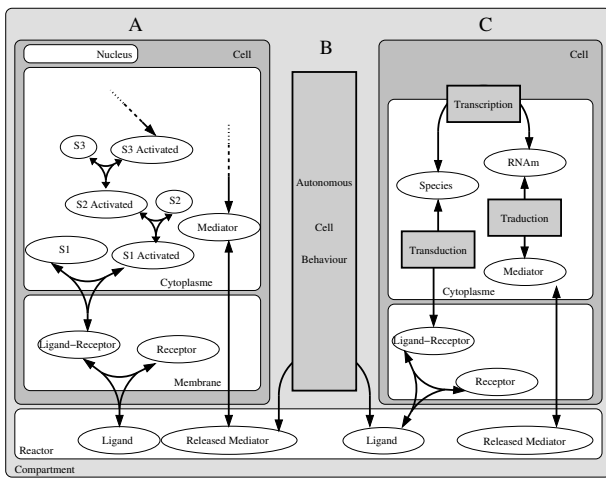 A
B
C
Nucleus
Cell
Cell
S3
S3 Activated
S2 Activated
S2
Mediator
S1
S1 Activated
Cytoplasme
Ligand-Receptor
Receptor
Membrane
Autonomous
Cell
Behaviour
Transcription
RNAm
Species
Traduction
Transduction
Mediator
Cytoplasme
Ligand-Receptor
Receptor
Ligand
Released Mediator
Ligand
Released Mediator
Reactor
Compartment